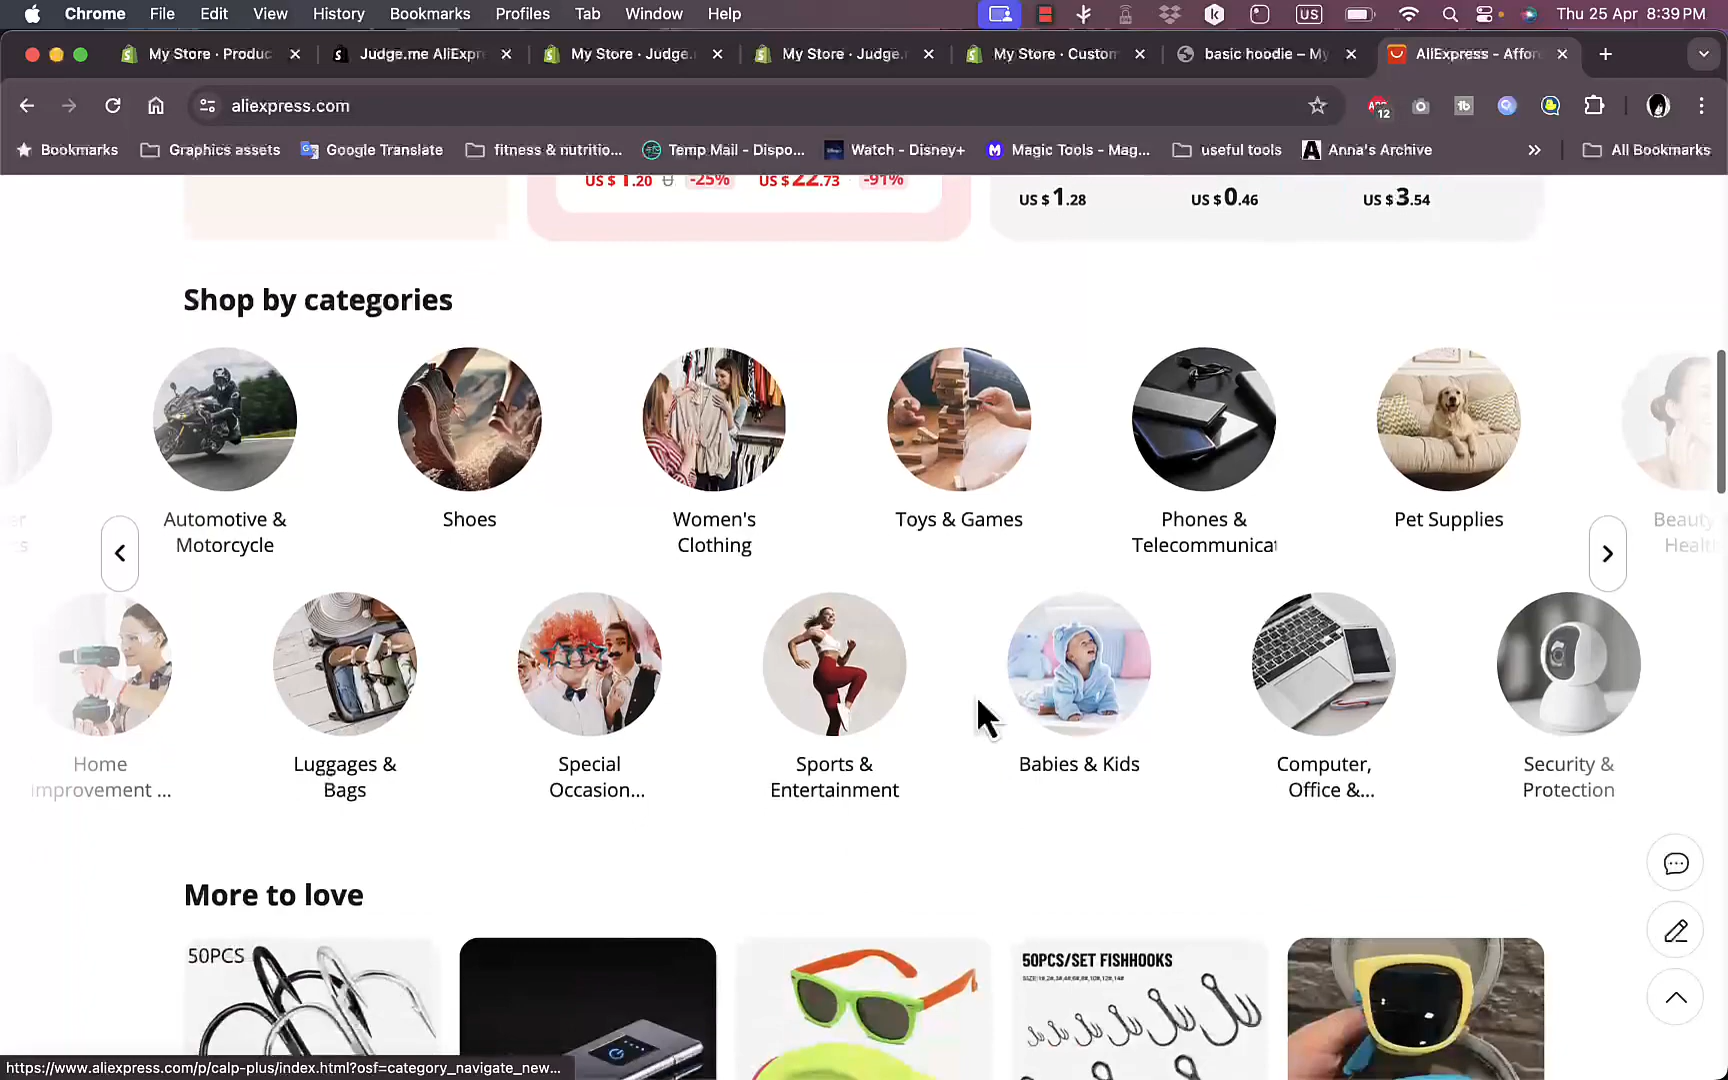 Chrome File Edit View History Bookmarks Profiles Tab Window Help US Thu 25 Apr 8:39 PM
My Store · Produc Judge.me AliExpr My Store · Judge. My Store · Judge. My Store · Custom basic hoodie – My AliExpress - Affor
aliexpress.com 12
Bookmarks Graphics assets Google Translate fitness & nutritio... Temp Mail - Dispo... Watch - Disney+ Magic Tools - Mag... useful tools Anna's Archive All Bookmarks
US $1.20 -25% US $22.73 -91%
US $1.28 US $0.46 US $3.54
Shop by categories
Automotive &
Motorcycle
Shoes
Women's
Clothing
Toys & Games
Phones &
Telecommunicat
Pet Supplies
Beauty
Healt
Home
Improvement ...
Luggages &
Bags
Special
Occasion...
Sports &
Entertainment
Babies & Kids
Computer,
Office &...
Security &
Protection
More to love
50PCS
50PCS/SET FISHHOOKS
https://www.aliexpress.com/p/calp-plus/index.html?osf=category_navigate_new...